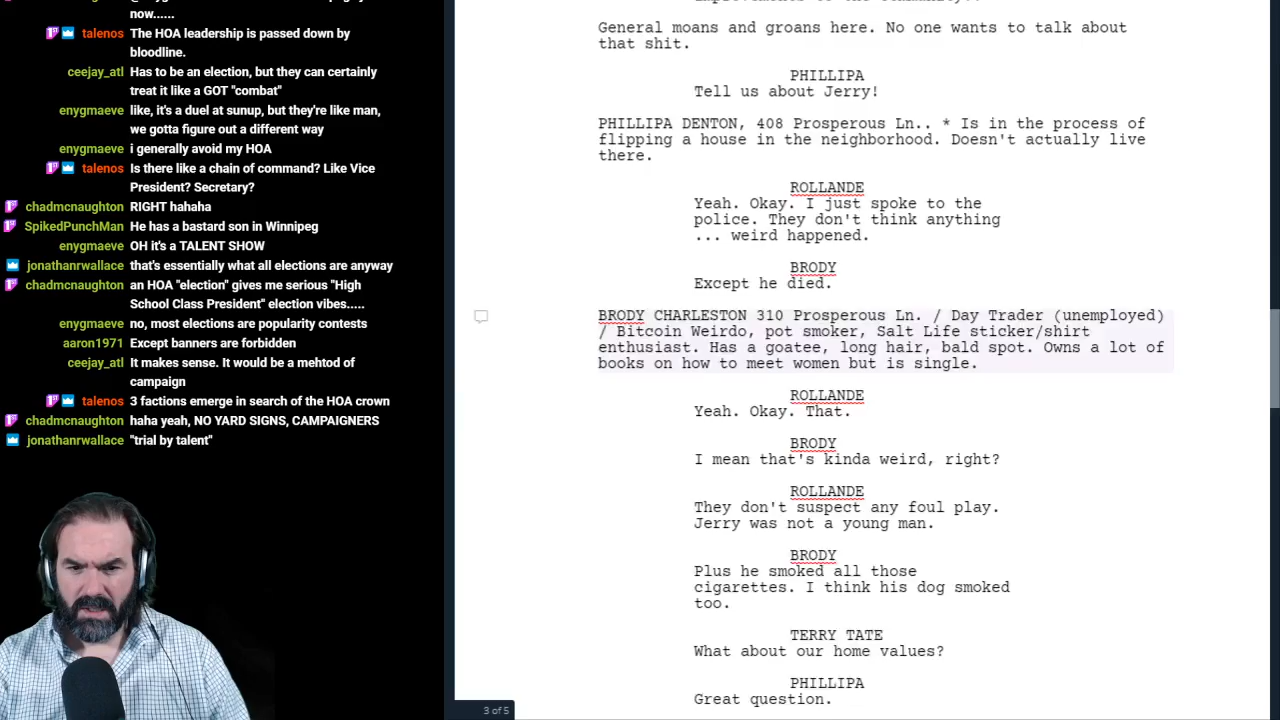 now......
talenos The HOA leadership is passed down by
bloodline.
ceejay_atl Has to be an election, but they can certainly
treat it like a GOT "combat"
enygmaeve like, it's a duel at sunup, but they're like man,
we gotta figure out a different way
enygmaeve i generally avoid my HOA
talenos Is there like a chain of command? Like Vice
President? Secretary?
chadmcnaughton RIGHT hahaha
SpikedPunchMan He has a bastard son in Winnipeg
enygmaeve OH it's a TALENT SHOW
jonathanrwallace that's essentially what all elections are anyway
chadmcnaughton an HOA "election" gives me serious "High
School Class President" election vibes.....
enygmaeve no, most elections are popularity contests
aaron1971 Except banners are forbidden
ceejay_atl It makes sense. It would be a mehtod of
campaign
talenos 3 factions emerge in search of the HOA crown
chadmcnaughton haha yeah, NO YARD SIGNS, CAMPAIGNERS
jonathanrwallace "trial by talent"
General moans and groans here. No one wants to talk about
that shit.
PHILLIPA
Tell us about Jerry!
PHILLIPA DENTON, 408 Prosperous Ln.. * Is in the process of
flipping a house in the neighborhood. Doesn't actually live
there.
ROLLANDE
Yeah. Okay. I just spoke to the
police. They don't think anything
... weird happened.
BRODY
Except he died.
BRODY CHARLESTON 310 Prosperous Ln. / Day Trader (unemployed)
/ Bitcoin Weirdo, pot smoker, Salt Life sticker/shirt
enthusiast. Has a goatee, long hair, bald spot. Owns a lot of
books on how to meet women but is single.
ROLLANDE
Yeah. Okay. That.
BRODY
I mean that's kinda weird, right?
ROLLANDE
They don't suspect any foul play.
Jerry was not a young man.
BRODY
Plus he smoked all those
cigarettes. I think his dog smoked
too.
TERRY TATE
What about our home values?
PHILLIPA
Great question.
3 of 5